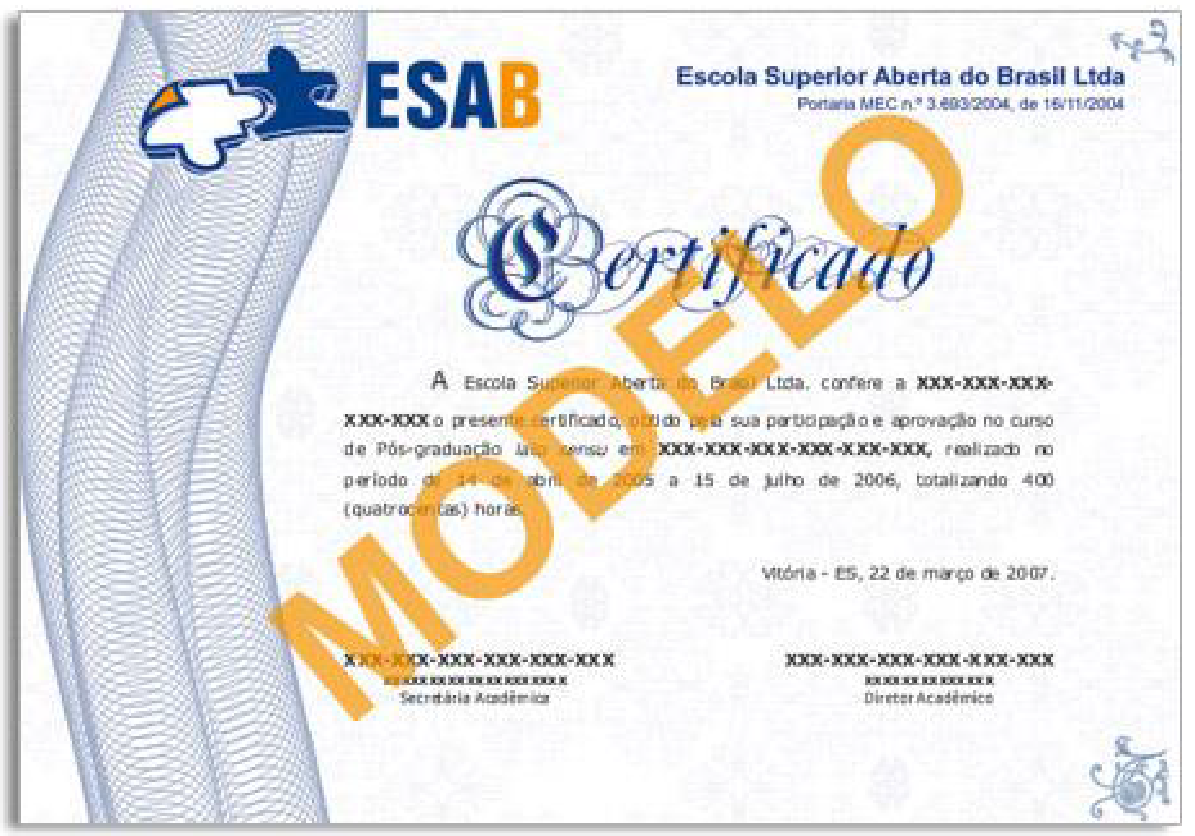 ESAB
Escola Superior Aberta do Brasil Ltda
Portaria MEC n.º 3.693/2004, de 16/11/2004
Certificado
MODELO
A Escola Superior Aberta do Brasil Ltda. confere a XXX-XXX-XXX-
XXX-XXX o presente certificado, obtido pela sua participação e aprovação no curso
de Pós-graduação lato sensu em XXX-XXX-XXX-XXX-XXX-XXX, realizado no
período de 14 de abril de 2005 a 15 de julho de 2006, totalizando 400
(quatrocentas) horas.
Vitória - ES, 22 de março de 2007.
XXX-XXX-XXX-XXX-XXX-XXX
XXX-XXX-XXX-XXX-XXX-XXX
Secretária Acadêmica
Diretor Acadêmico